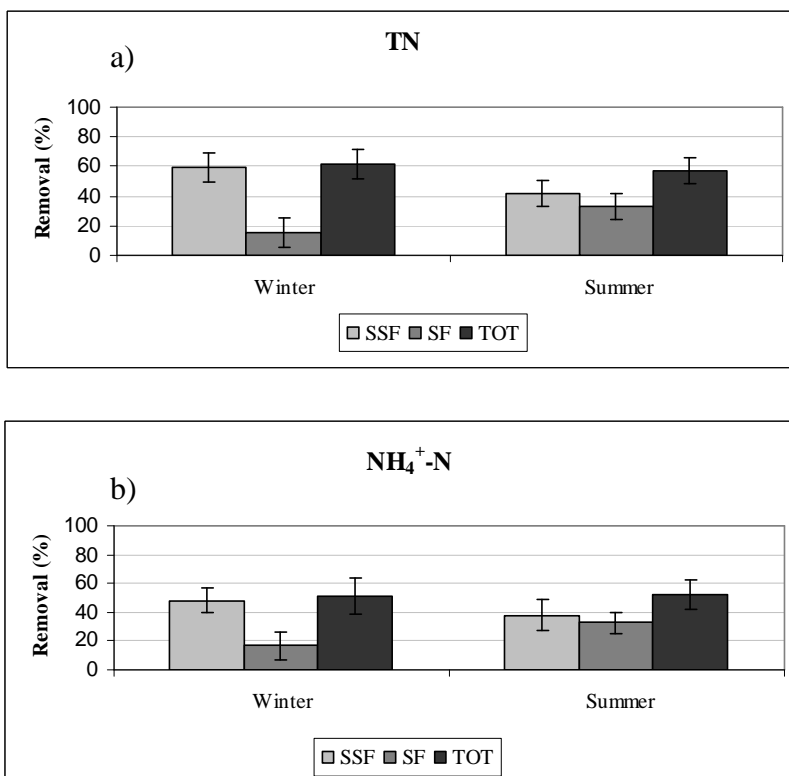 TN
a)
Removal (%)
100
80
60
40
20
0
Winter Summer
SSF SF TOT
NH₄⁺-N
b)
Removal (%)
100
80
60
40
20
0
Winter Summer
SSF SF TOT